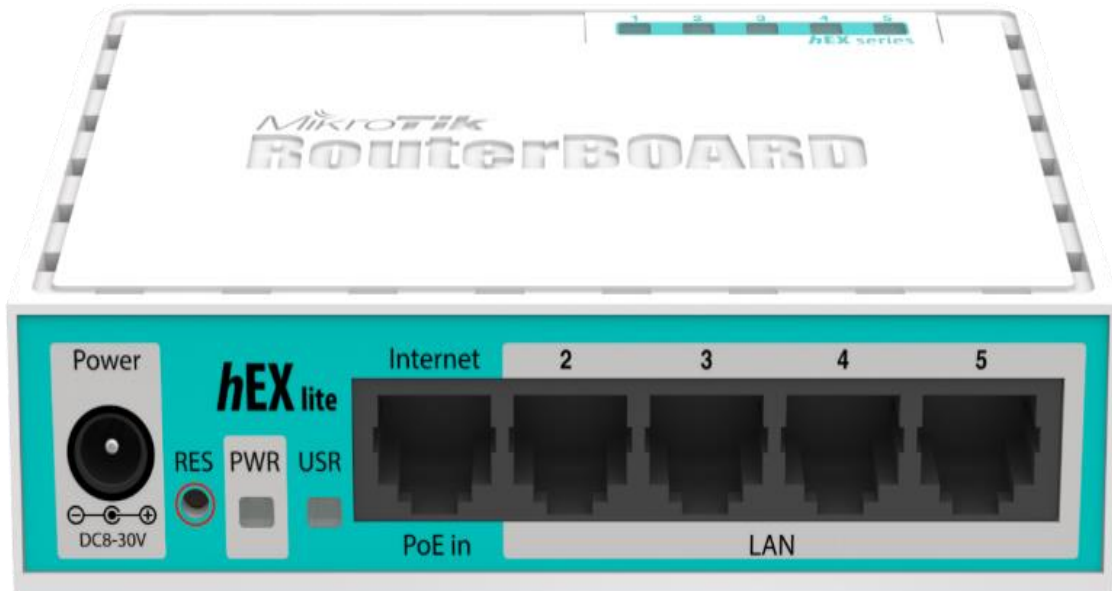 1 2 3 4 5
hEX series
MikroTik
RouterBOARD
Power
hEX lite
Internet 2 3 4 5
RES PWR USR
DC8-30V
PoE in LAN